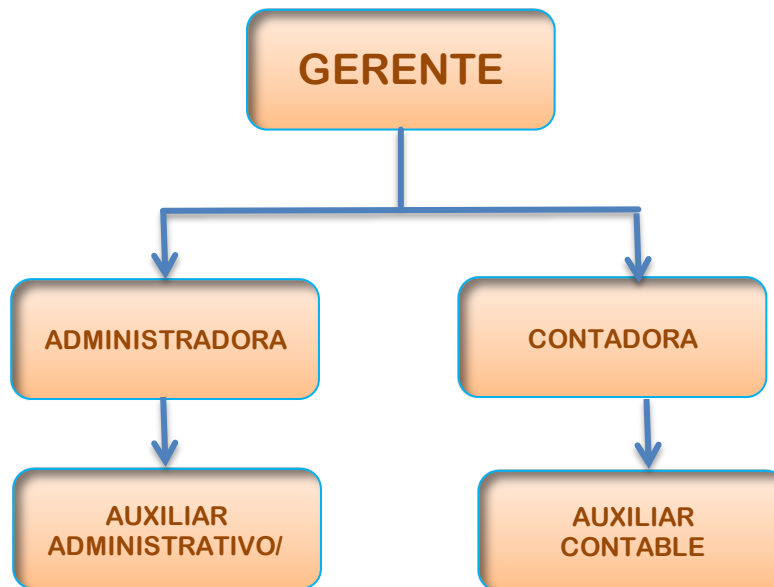 GERENTE
ADMINISTRADORA
CONTADORA
AUXILIAR
ADMINISTRATIVO/
AUXILIAR
CONTABLE